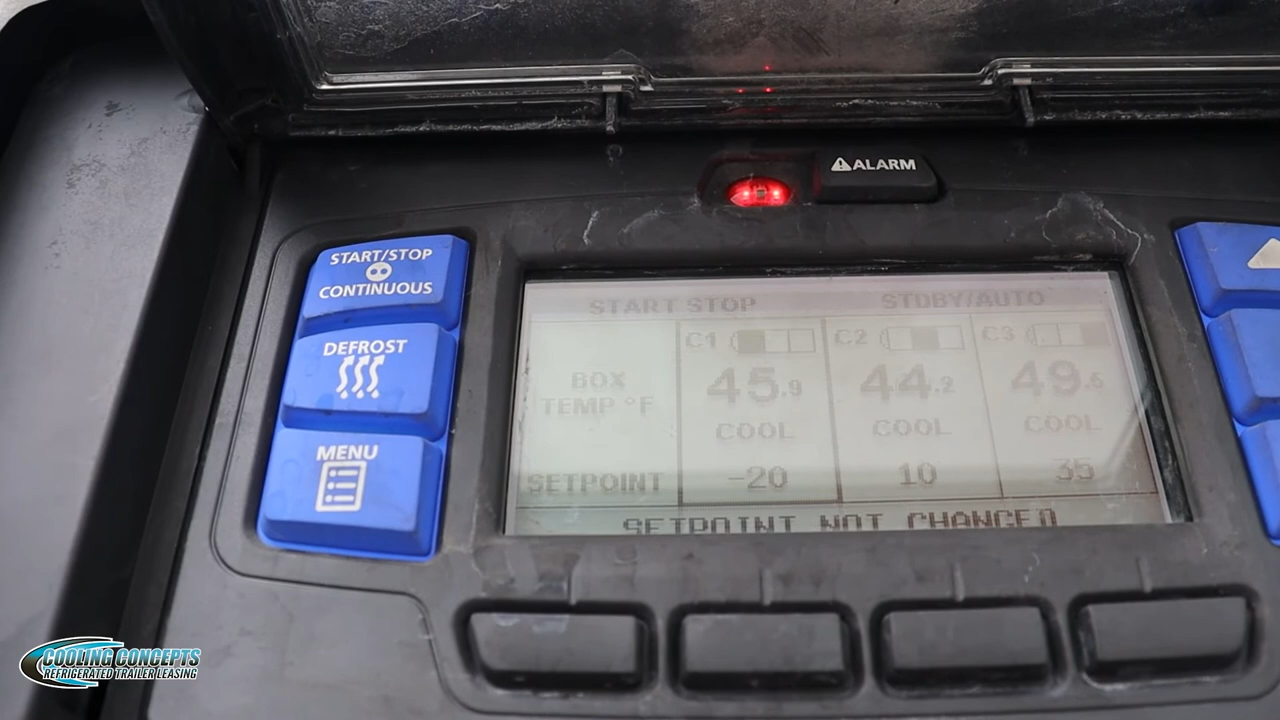 ALARM
START/STOP
CONTINUOUS
DEFROST
MENU
START STOP STDBY/AUTO
C1 C2 C3
BOX
TEMP °F
45.9 44.2 49.6
COOL COOL COOL
SETPOINT -20 10 35
SETPOINT NOT CHANGED
COOLING CONCEPTS
REFRIGERATED TRAILER LEASING